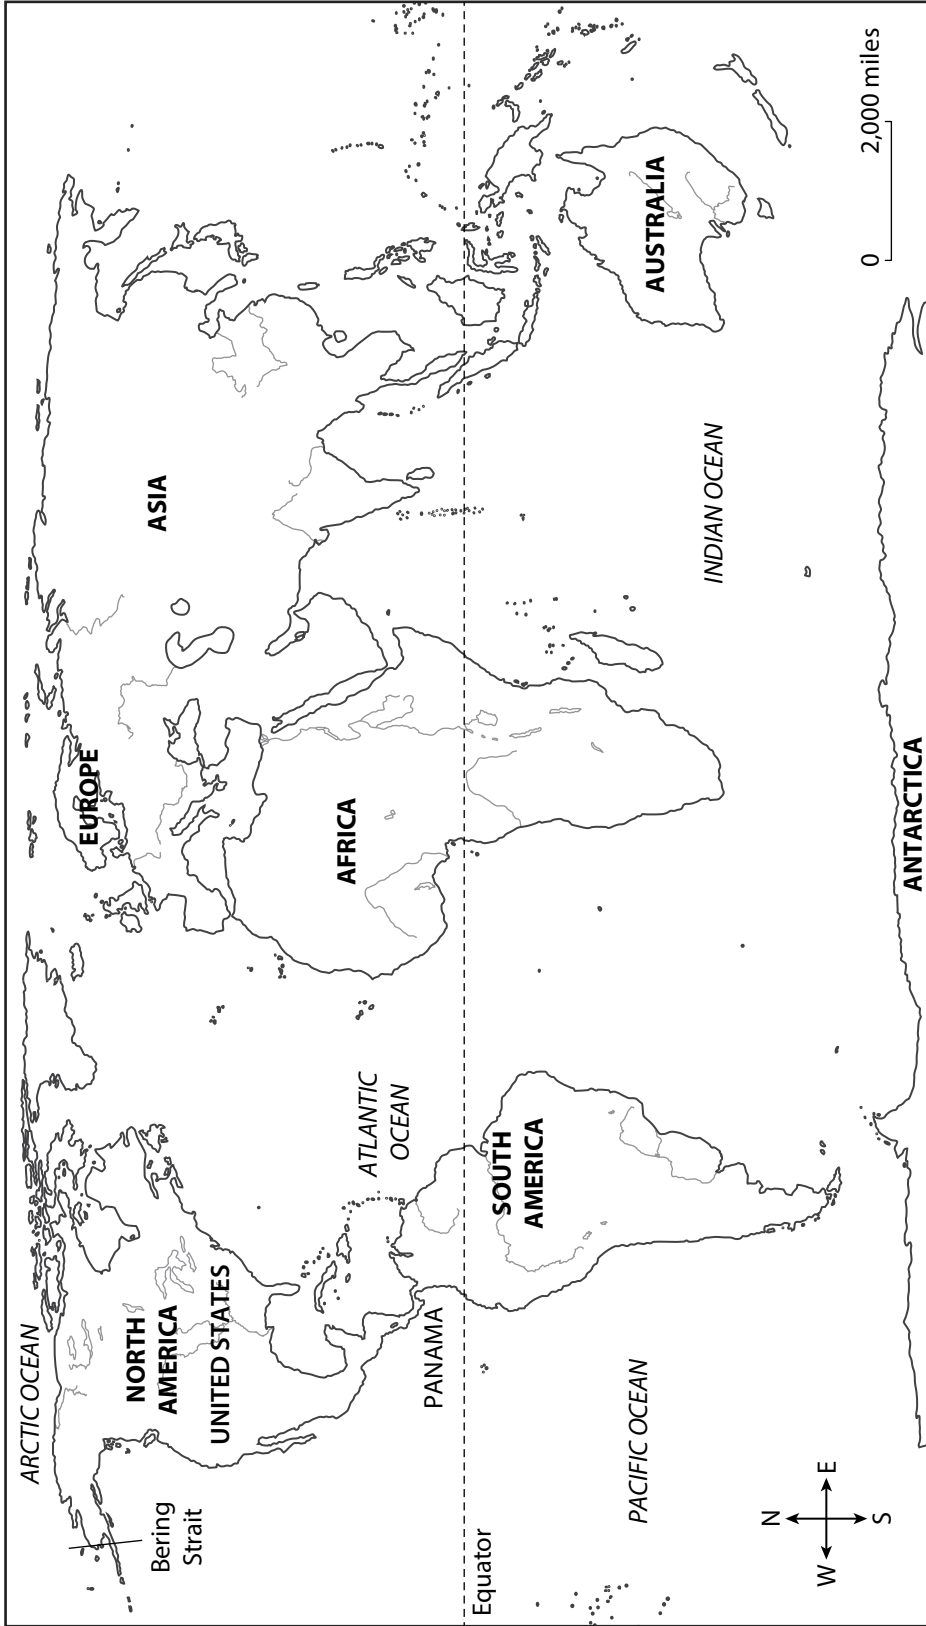 ARCTIC OCEAN
Bering
Strait
NORTH
AMERICA
UNITED STATES
PANAMA
ATLANTIC
OCEAN
SOUTH
AMERICA
PACIFIC OCEAN
Equator
EUROPE
ASIA
AFRICA
INDIAN OCEAN
AUSTRALIA
ANTARCTICA
N
W
E
S
0
2,000 miles